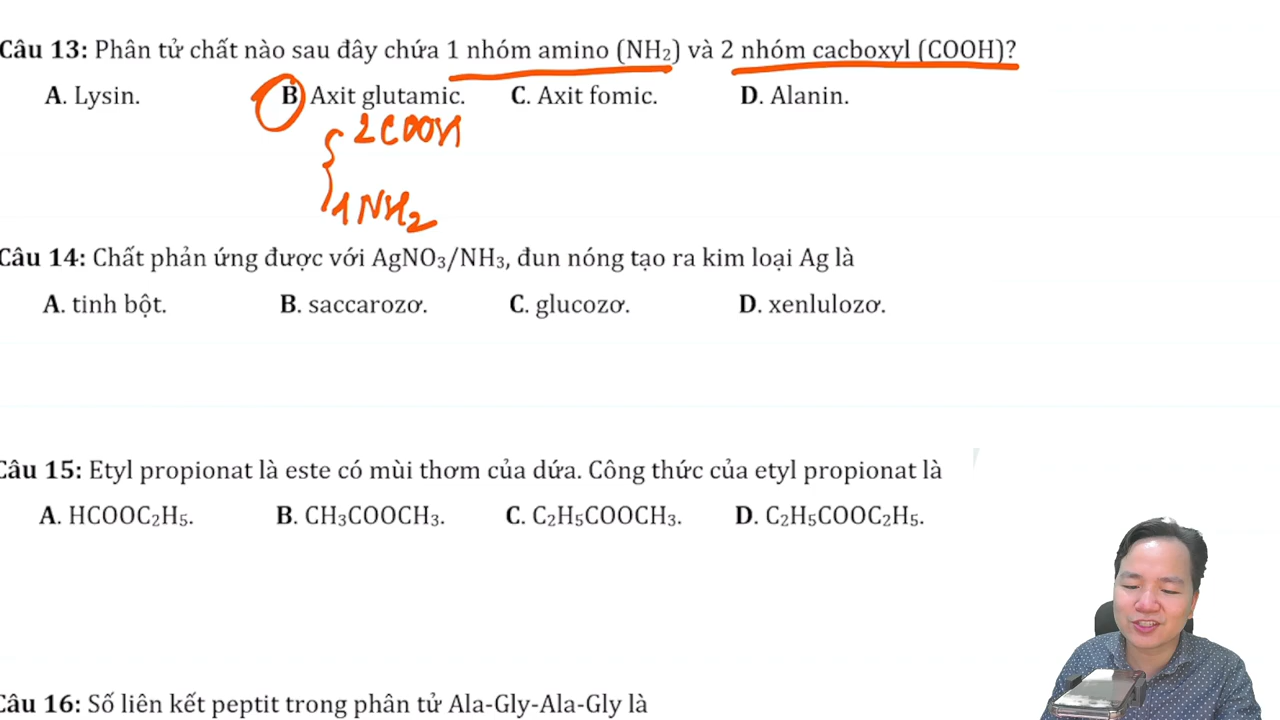 Câu 13: Phân tử chất nào sau đây chứa 1 nhóm amino (NH₂) và 2 nhóm cacboxyl (COOH)?
A. Lysin. B. Axit glutamic. C. Axit fomic. D. Alanin.
2COOH
1NH₂
Câu 14: Chất phản ứng được với AgNO₃/NH₃, đun nóng tạo ra kim loại Ag là
A. tinh bột. B. saccarozơ. C. glucozơ. D. xenlulozơ.
Câu 15: Etyl propionat là este có mùi thơm của dứa. Công thức của etyl propionat là
A. HCOOC₂H₅. B. CH₃COOCH₃. C. C₂H₅COOCH₃. D. C₂H₅COOC₂H₅.
Câu 16: Số liên kết peptit trong phân tử Ala-Gly-Ala-Gly là